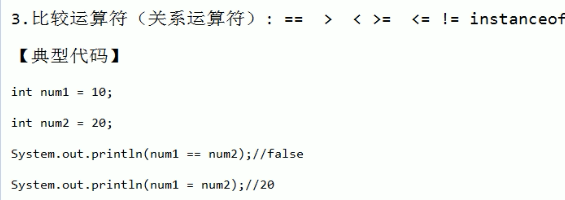 3.比较运算符（关系运算符）: ==  >  < >=  <= != instanceof
【典型代码】
int num1 = 10;
int num2 = 20;
System.out.println(num1 == num2);//false
System.out.println(num1 = num2);//20